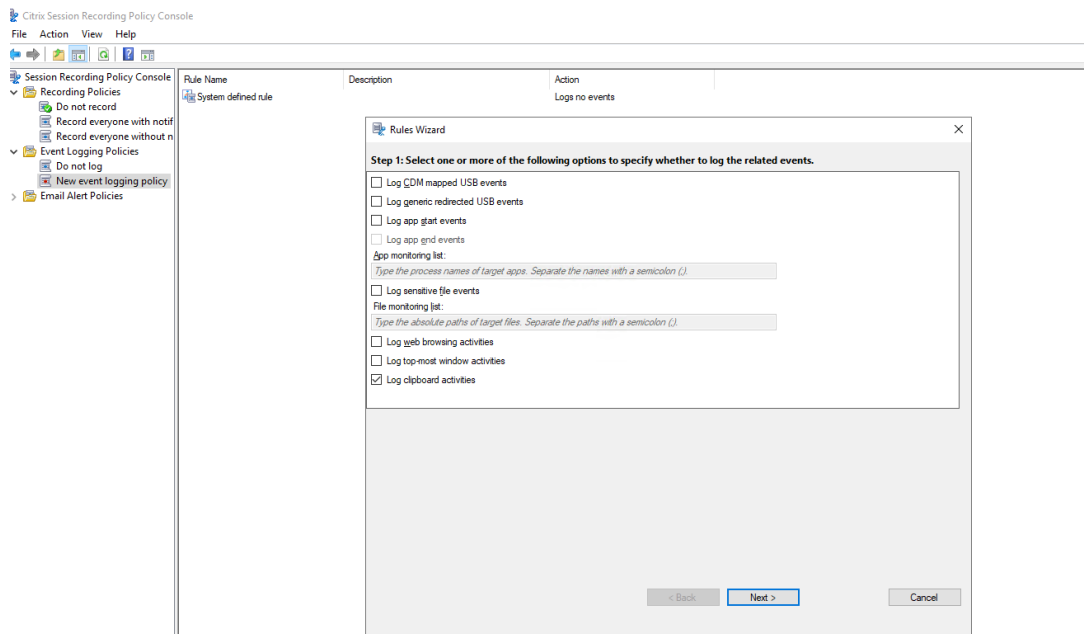 Citrix Session Recording Policy Console
File Action View Help
Session Recording Policy Console
Recording Policies
Do not record
Record everyone with notif
Record everyone without n
Event Logging Policies
Do not log
New event logging policy
Email Alert Policies
Rule Name Description Action
System defined rule Logs no events
Rules Wizard
Step 1: Select one or more of the following options to specify whether to log the related events.
Log CDM mapped USB events
Log generic redirected USB events
Log app start events
Log app end events
App monitoring list:
Type the process names of target apps. Separate the names with a semicolon (;).
Log sensitive file events
File monitoring list:
Type the absolute paths of target files. Separate the paths with a semicolon (;).
Log web browsing activities
Log top-most window activities
Log clipboard activities
< Back Next > Cancel